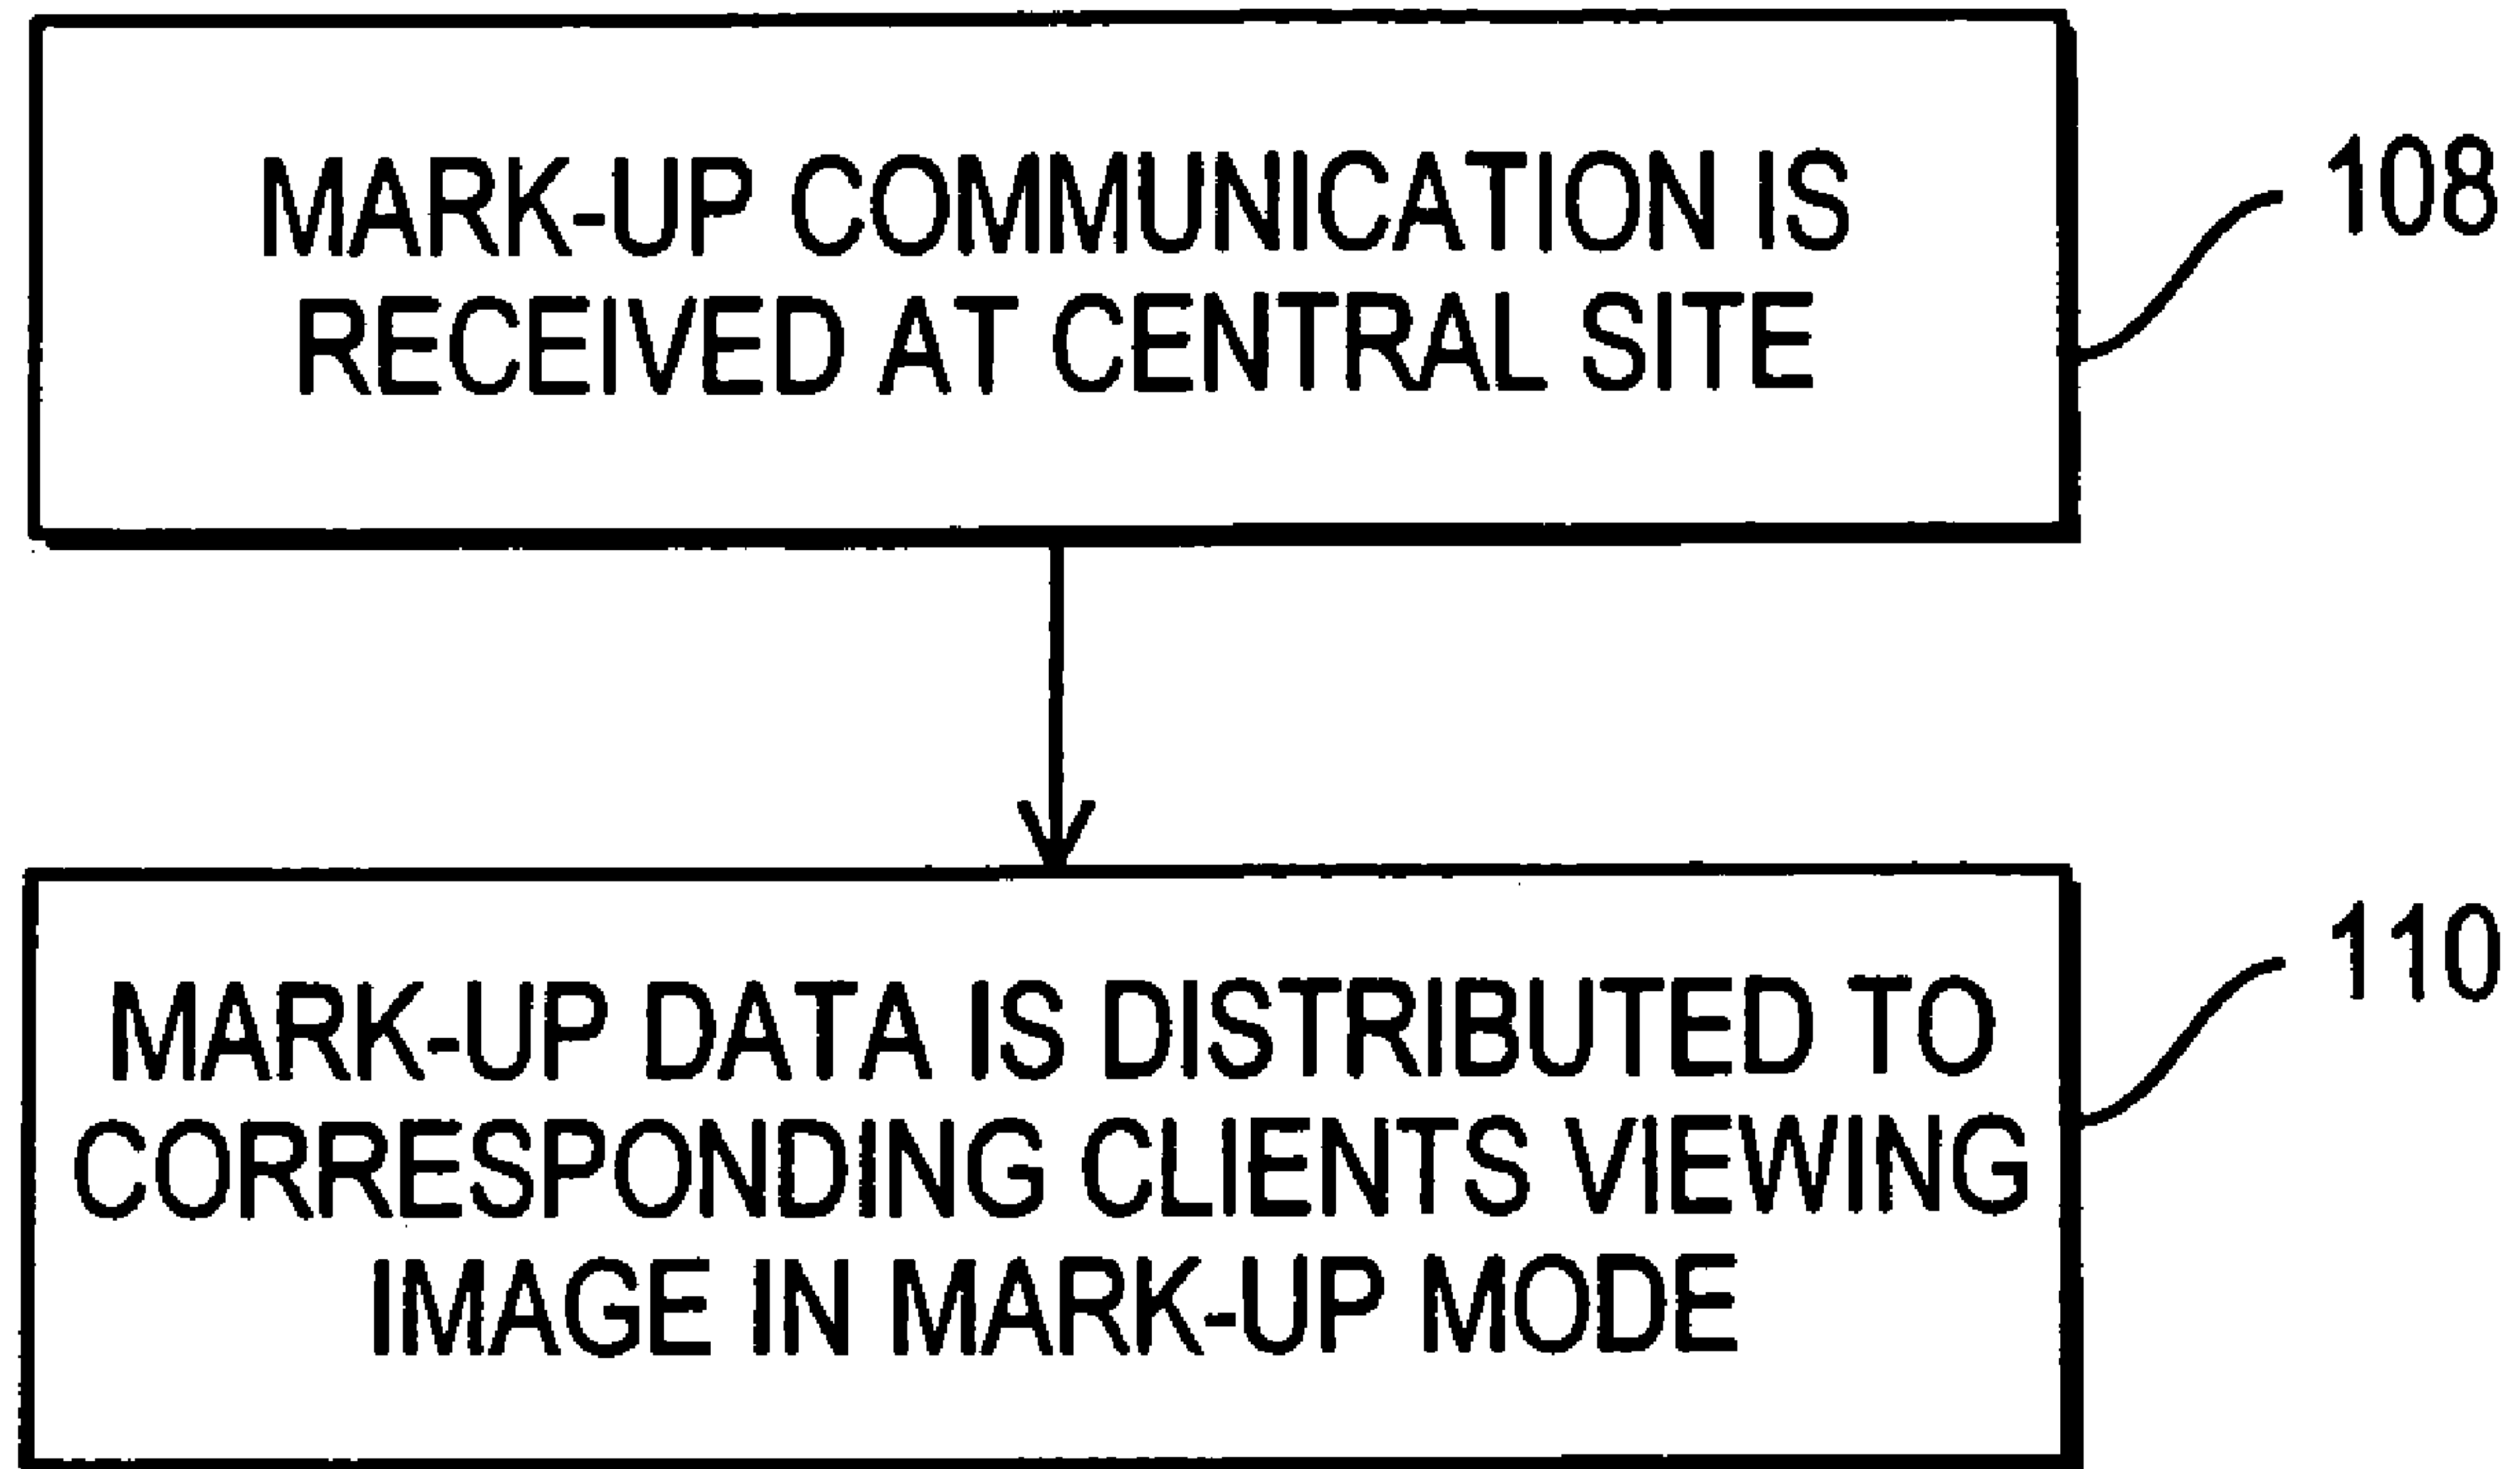 MARK-UP COMMUNICATION IS
RECEIVED AT CENTRAL SITE
108
MARK-UP DATA IS DISTRIBUTED TO
CORRESPONDING CLIENTS VIEWING
IMAGE IN MARK-UP MODE
110